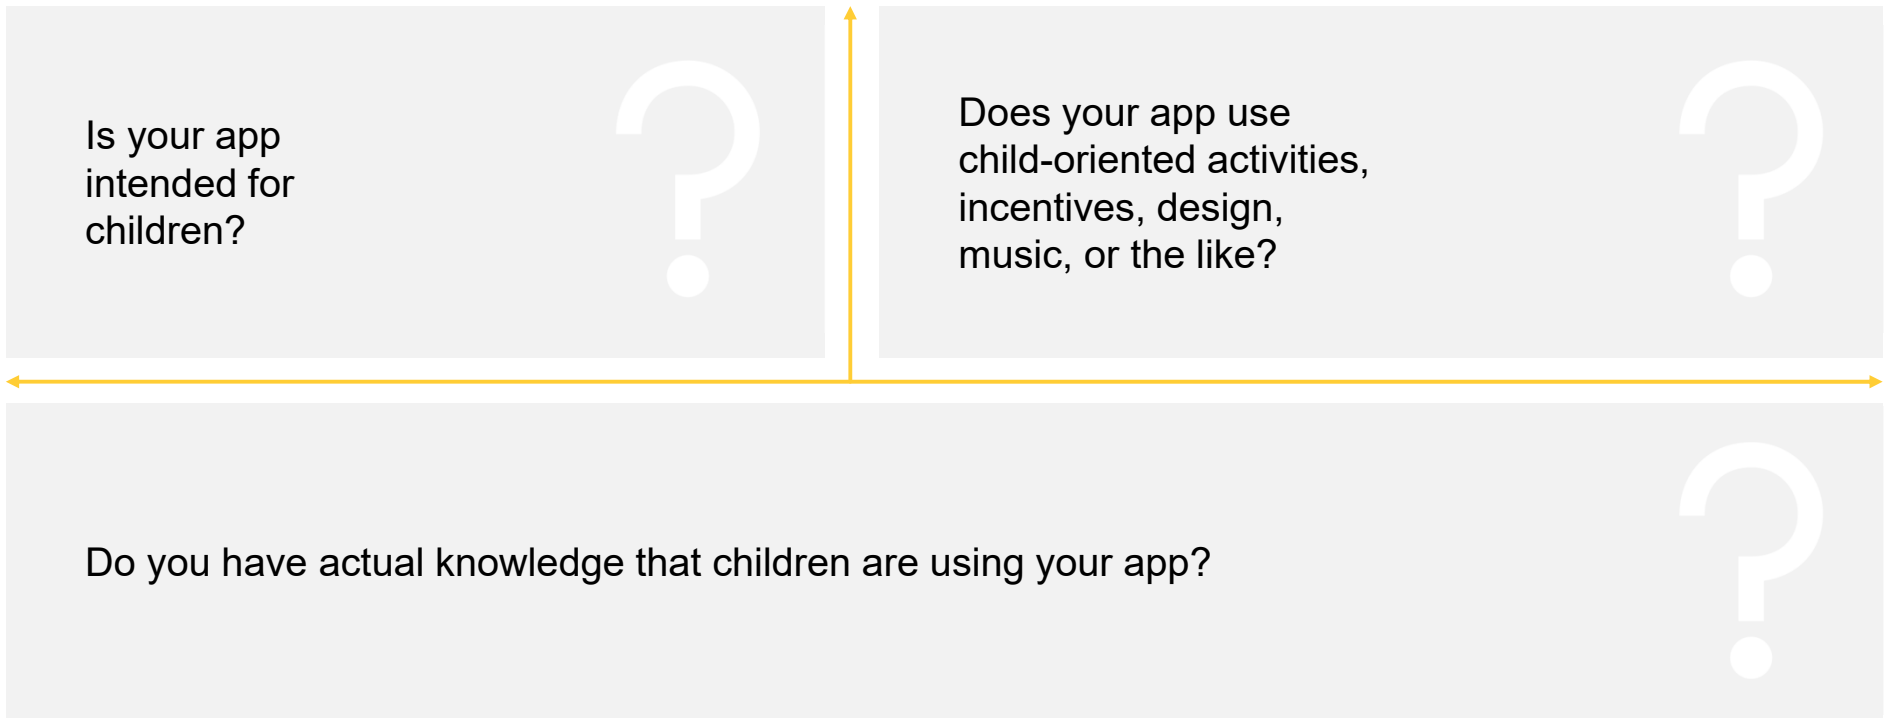 Is your app
intended for
children?
Does your app use
child-oriented activities,
incentives, design,
music, or the like?
Do you have actual knowledge that children are using your app?